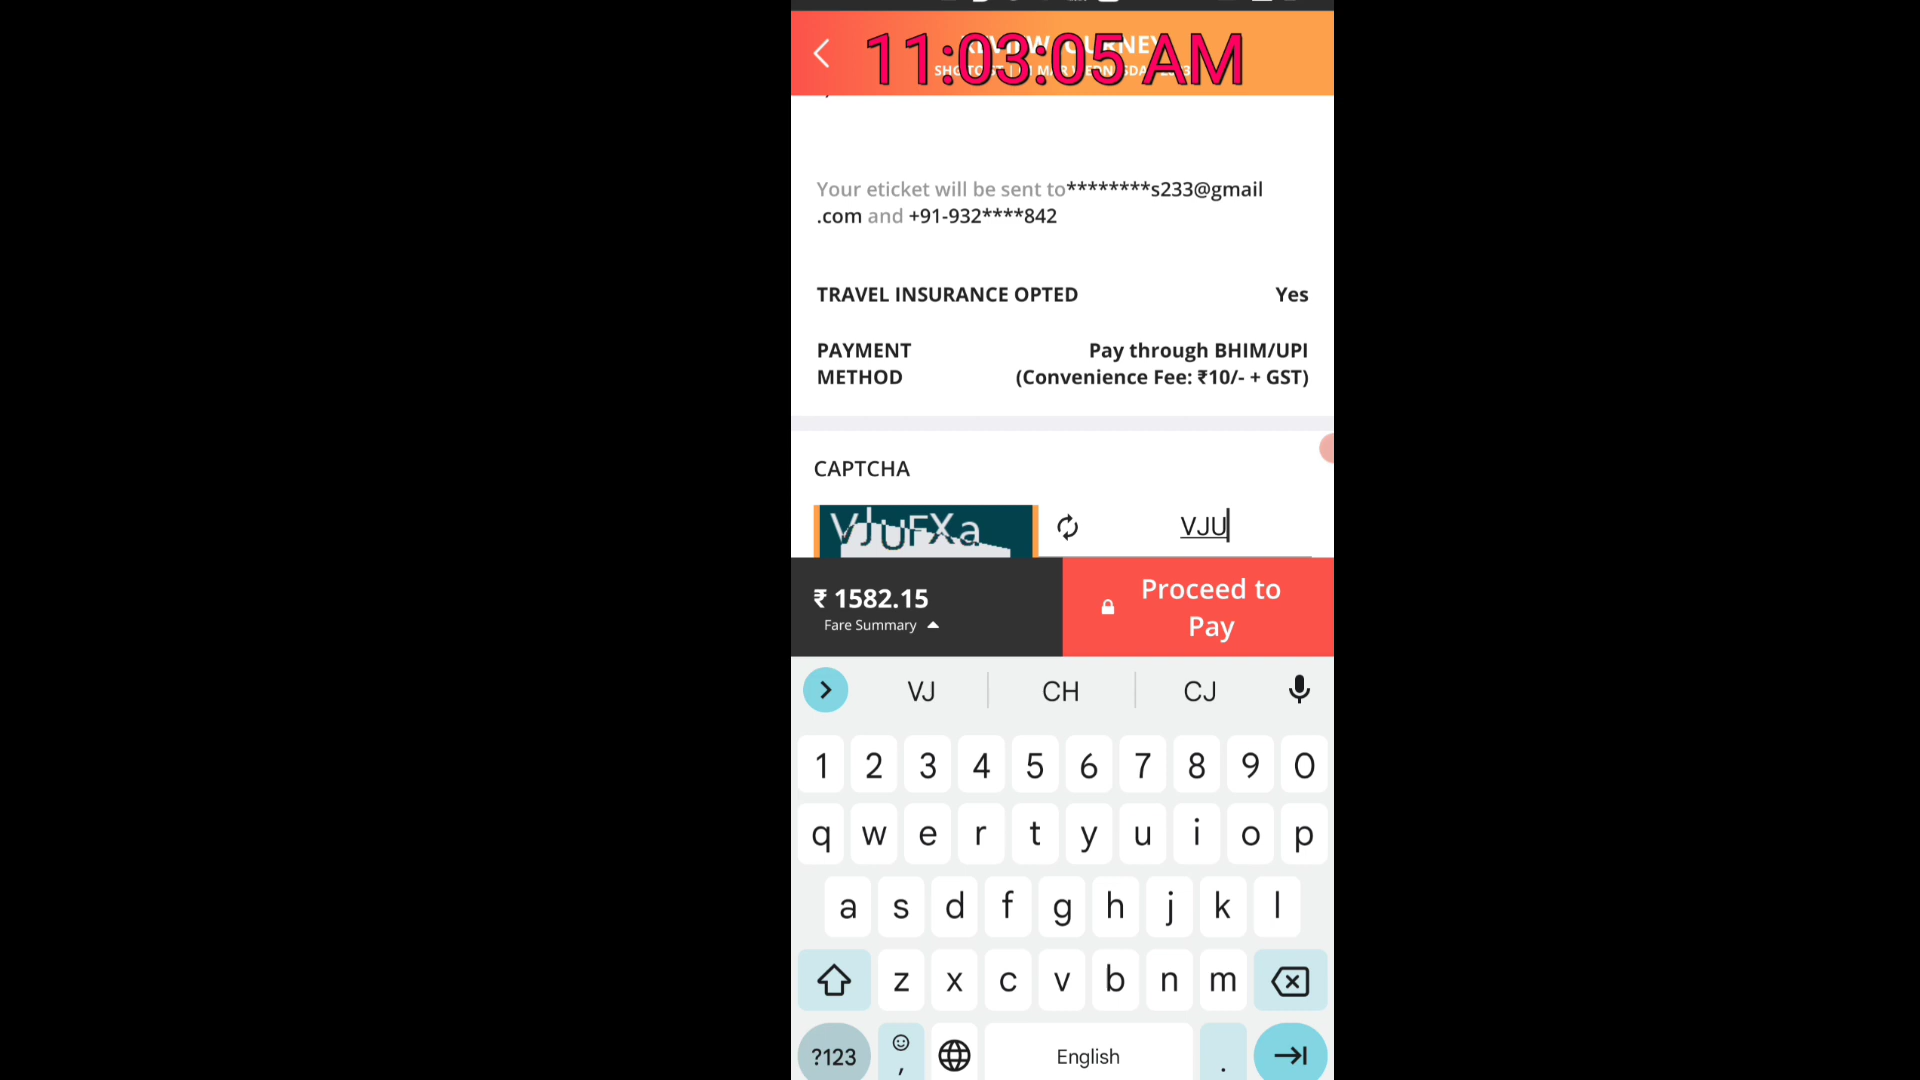 11:03:05 AM
Your eticket will be sent to********s233@gmail
.com and +91-932****842
TRAVEL INSURANCE OPTED Yes
PAYMENT Pay through BHIM/UPI
METHOD (Convenience Fee: ₹10/- + GST)
CAPTCHA
VJUFXa VJU
₹ 1582.15
Fare Summary
Proceed to
Pay
VJ CH CJ
1 2 3 4 5 6 7 8 9 0
q w e r t y u i o p
a s d f g h j k l
z x c v b n m
?123 , English .